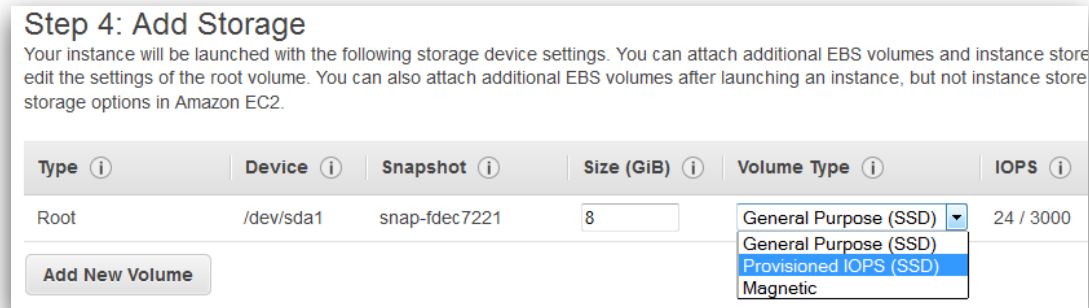 Step 4: Add Storage
Your instance will be launched with the following storage device settings. You can attach additional EBS volumes and instance store
edit the settings of the root volume. You can also attach additional EBS volumes after launching an instance, but not instance store
storage options in Amazon EC2.
Type i Device i Snapshot i Size (GiB) i Volume Type i IOPS i
Root /dev/sda1 snap-fdec7221 8 General Purpose (SSD) 24 / 3000
General Purpose (SSD)
Provisioned IOPS (SSD)
Magnetic
Add New Volume